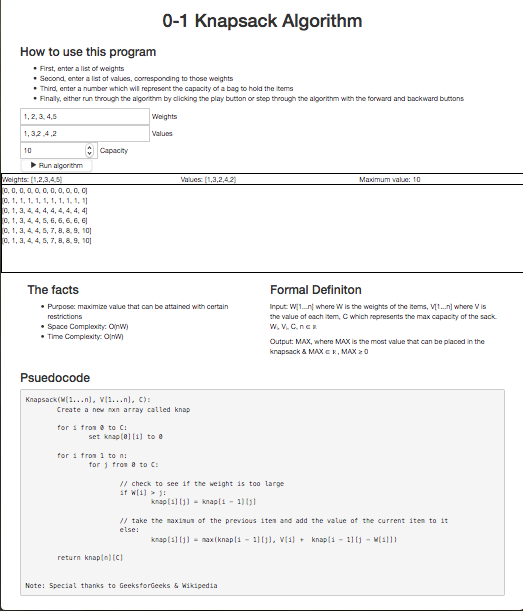 0-1 Knapsack Algorithm
How to use this program
• First, enter a list of weights
• Second, enter a list of values, corresponding to those weights
• Third, enter a number which will represent the capacity of a bag to hold the items
• Finally, either run through the algorithm by clicking the play button or step through the algorithm with the forward and backward buttons
1, 2, 3, 4,5 Weights
1, 3,2 ,4 ,2 Values
10 Capacity
Run algorithm
Weights: [1,2,3,4,5] Values: [1,3,2,4,2] Maximum value: 10
[0, 0, 0, 0, 0, 0, 0, 0, 0, 0, 0]
[0, 1, 1, 1, 1, 1, 1, 1, 1, 1, 1]
[0, 1, 3, 4, 4, 4, 4, 4, 4, 4, 4]
[0, 1, 3, 4, 4, 5, 6, 6, 6, 6, 6]
[0, 1, 3, 4, 4, 5, 7, 8, 8, 9, 10]
[0, 1, 3, 4, 4, 5, 7, 8, 8, 9, 10]
The facts
• Purpose: maximize value that can be attained with certain
restrictions
• Space Complexity: O(nW)
• Time Complexity: O(nW)
Formal Definiton
Input: W[1...n] where W is the weights of the items, V[1...n] where V is
the value of each item, C which represents the max capacity of the sack.
Wᵢ, Vᵢ, C, n ∈ ℝ
Output: MAX, where MAX is the most value that can be placed in the
knapsack & MAX ∈ ℝ , MAX ≥ 0
Psuedocode
Knapsack(W[1...n], V[1...n], C):
Create a new nxn array called knap
for i from 0 to C:
set knap[0][i] to 0
for i from 1 to n:
for j from 0 to C:
// check to see if the weight is too large
if W[i] > j:
knap[i][j] = knap[i - 1][j]
// take the maximum of the previous item and add the value of the current item to it
else:
knap[i][j] = max(knap[i - 1][j], V[i] + knap[i - 1][j - W[i]])
return knap[n][C]
Note: Special thanks to GeeksforGeeks & Wikipedia